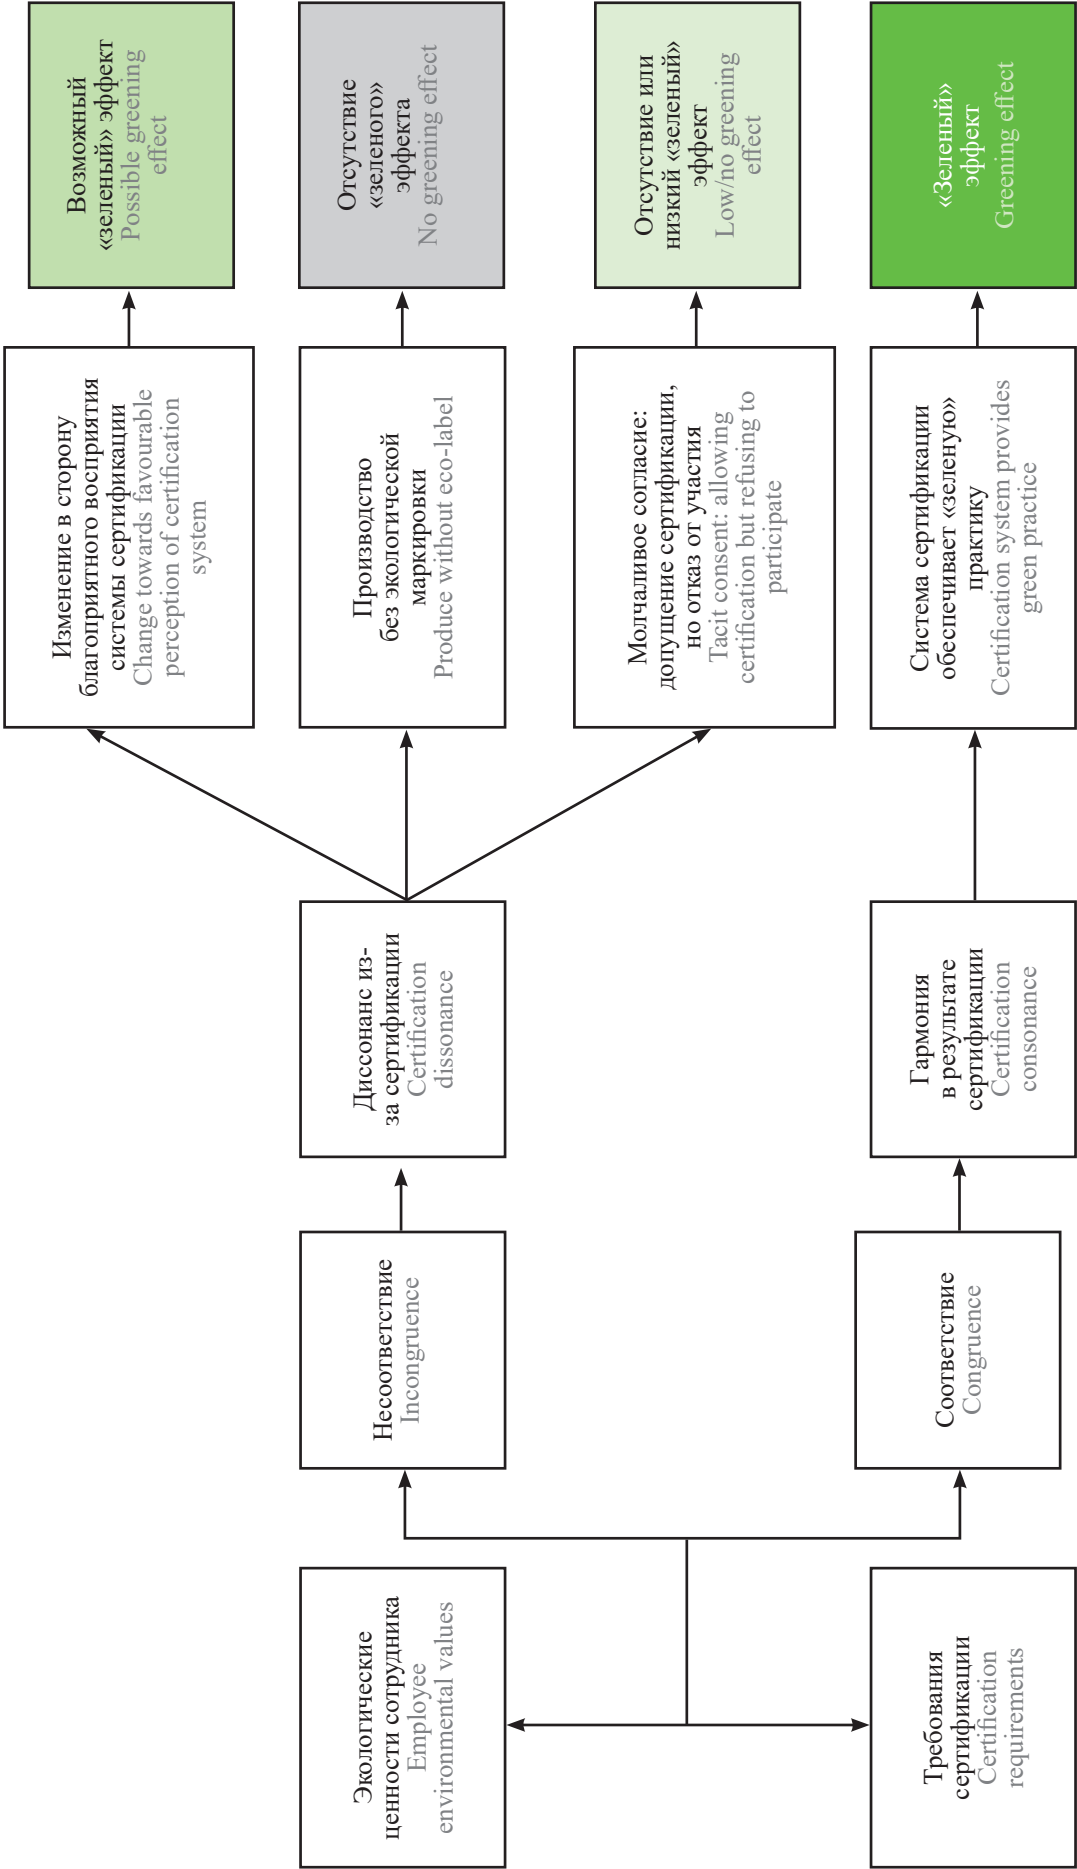 Экологические
ценности сотрудника
Employee
environmental values
Требования
сертификации
Certification
requirements
Несоответствие
Incongruence
Соответствие
Congruence
Диссонанс из-
за сертификации
Certification
dissonance
Гармония
в результате
сертификации
Certification
consonance
Изменение в сторону
благоприятного восприятия
системы сертификации
Change towards favourable
perception of certification
system
Производство
без экологической
маркировки
Produce without eco-label
Молчаливое согласие:
допущение сертификации,
но отказ от участия
Tacit consent: allowing
certification but refusing to
participate
Система сертификации
обеспечивает «зеленую»
практику
Certification system provides
green practice
Возможный
«зеленый» эффект
Possible greening
effect
Отсутствие
«зеленого»
эффекта
No greening effect
Отсутствие или
низкий «зеленый»
эффект
Low/no greening
effect
«Зеленый»
эффект
Greening effect